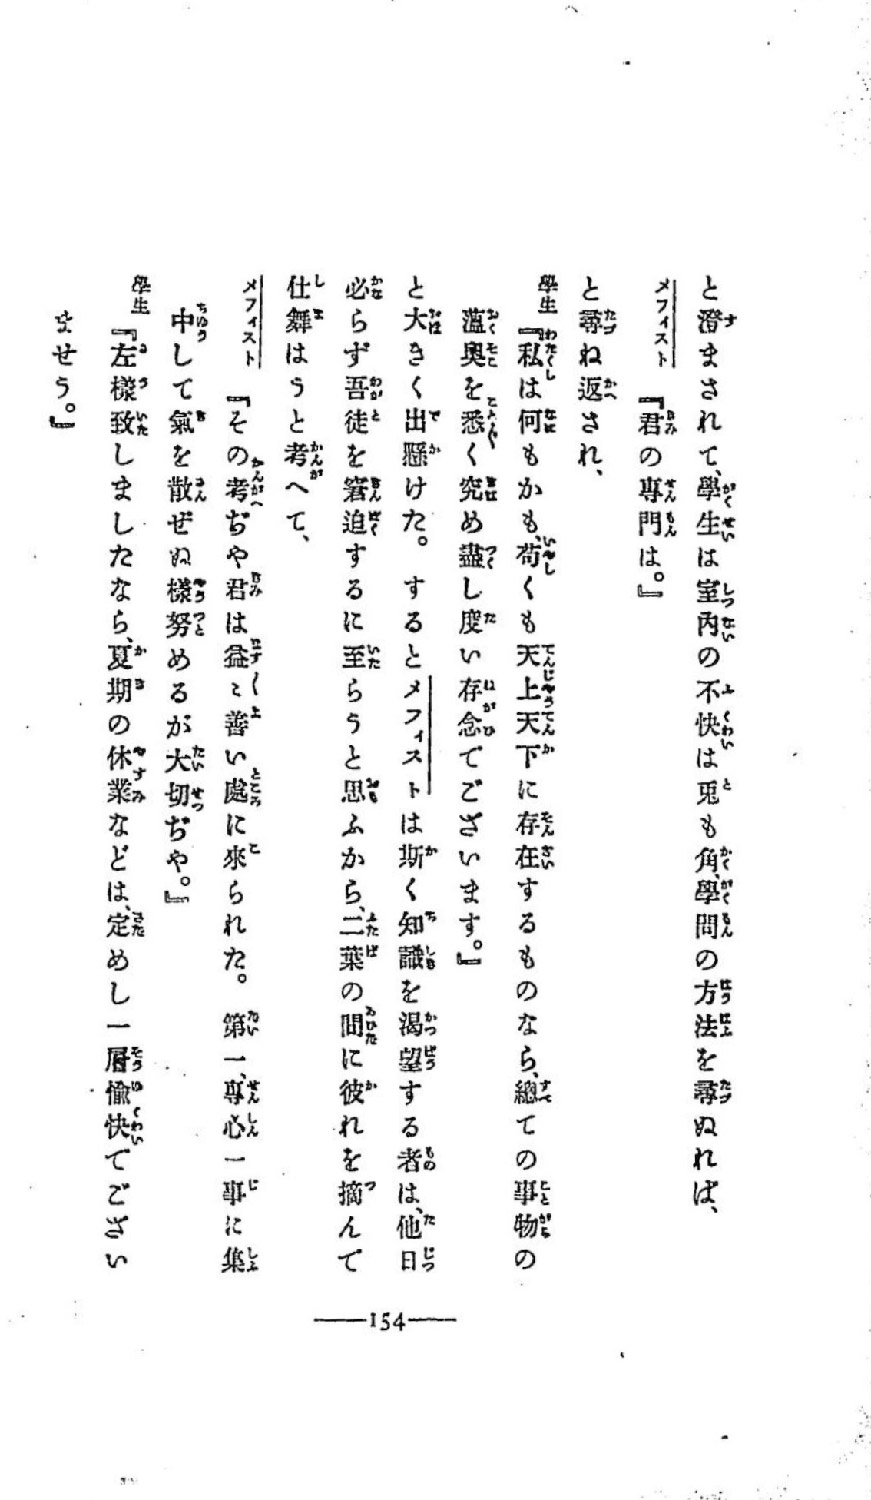 と澄まされて、學生は室內の不快は兎も角、學問の方法を尋ぬれば、
メフィスト『君の專門は。』
と尋ね返され、
學生『私は何もかも、苟くも天上天下に存在するものなら、總ての事物の
薀奥を悉く究め盡し度い存念でございます。』
と大きく出懸けた。するとメフィストは斯く知識を渴望する者は、他日
必らず吾徒を窘迫するに至らうと思ふから、二葉の間に彼れを摘んで
仕舞はうと考へて、
メフィスト『その考ぢや君は益〻善い處に來られた。第一、專心一事に集
中して氣を散ぜぬ樣努めるが大切ぢや。』
學生『左樣致しましたなら、夏期の休業などは、定めし一層愉快でござい
ませう。』
154